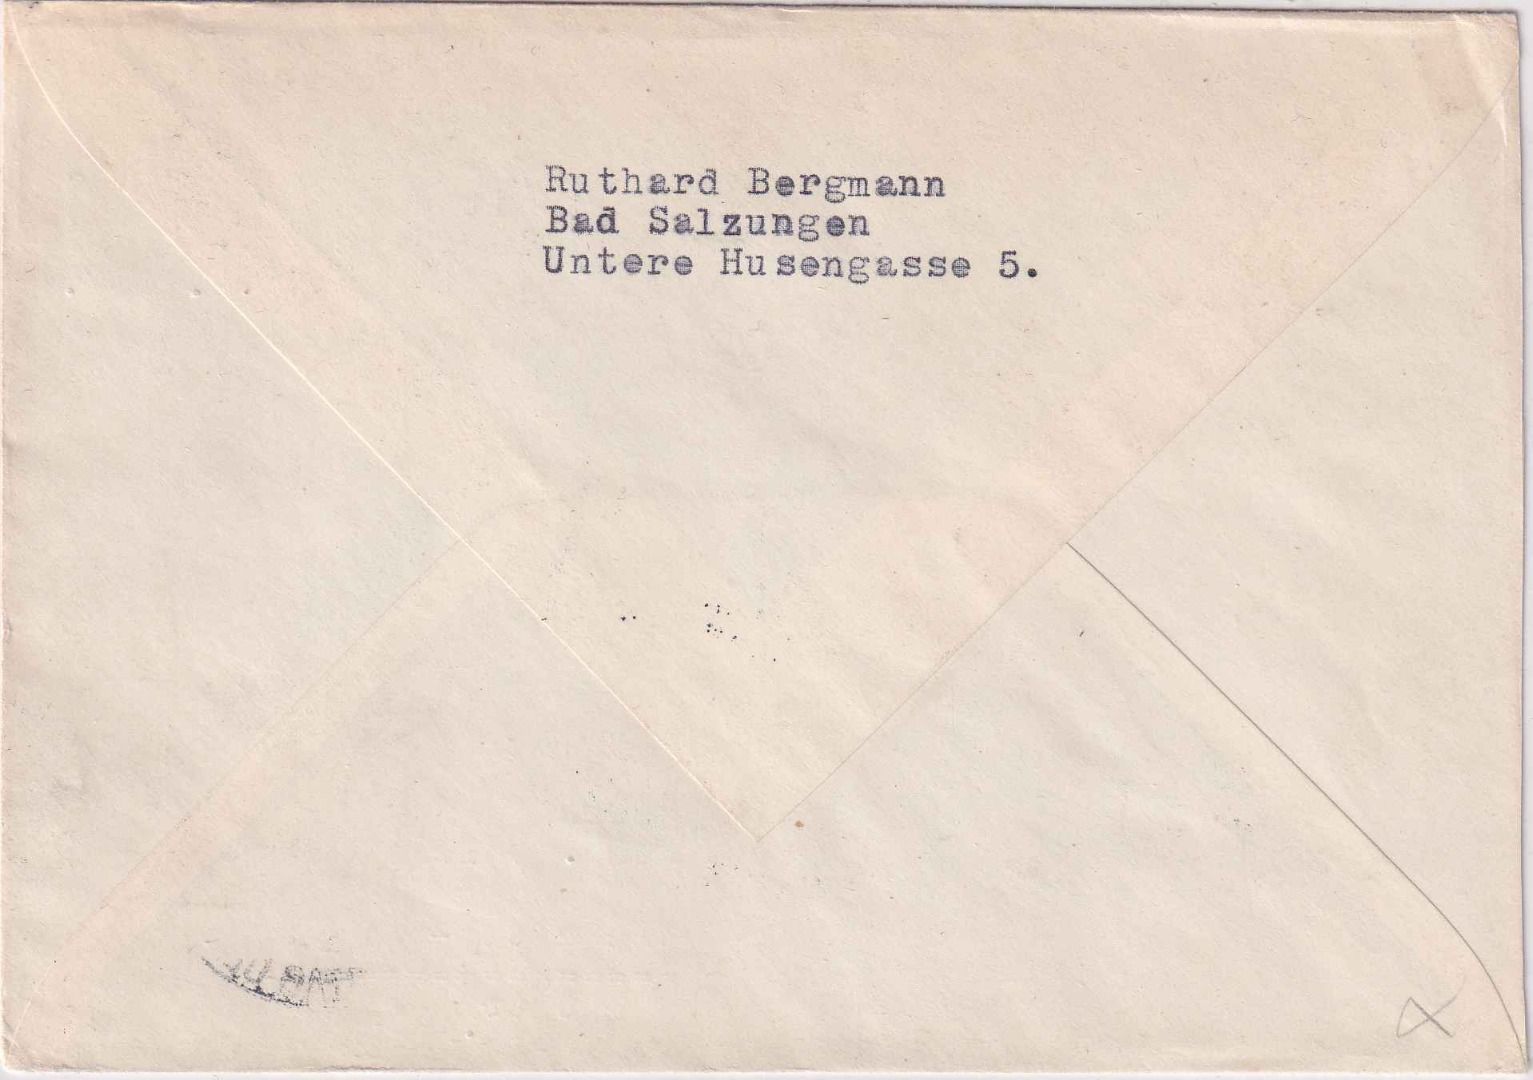 Ruthard Bergmann
Bad Salzungen
Untere Husengasse 5.